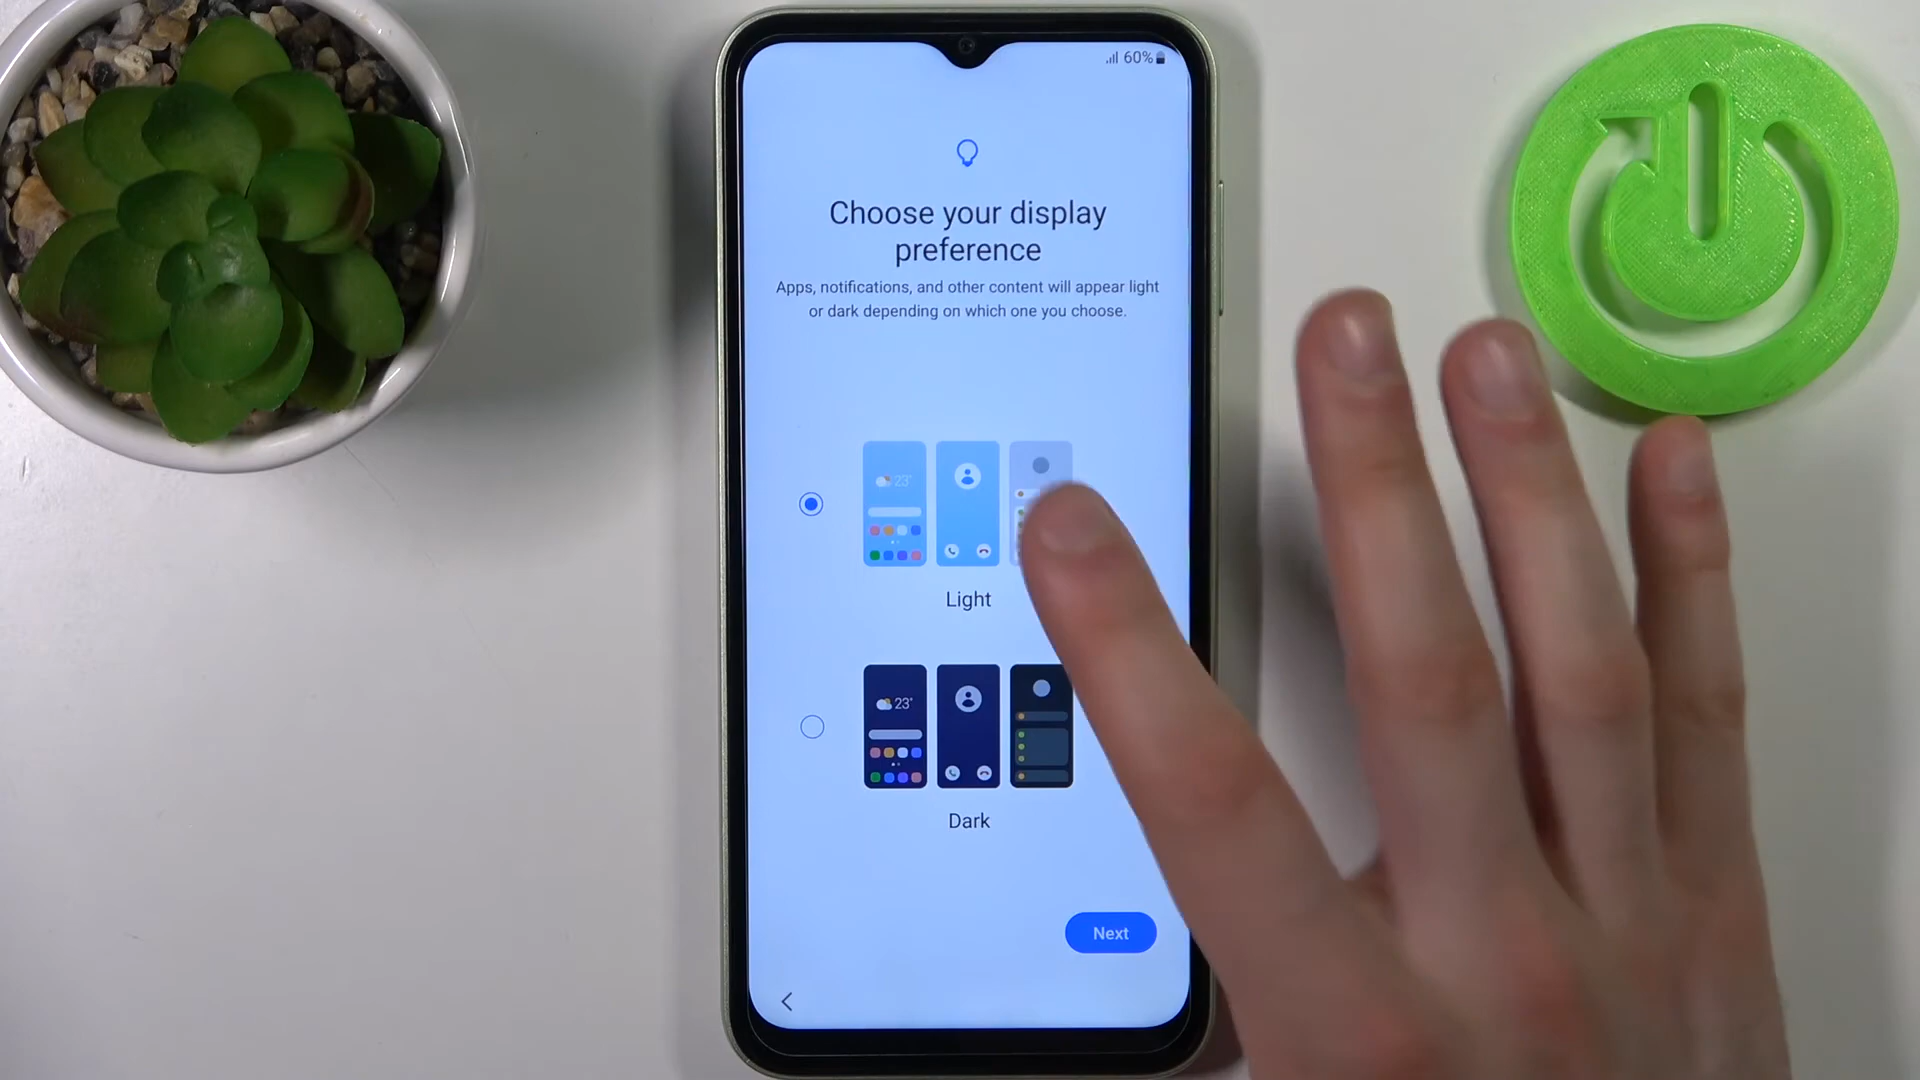 60%
Choose your display
preference
Apps, notifications, and other content will appear light
or dark depending on which one you choose.
23°
Light
23°
Dark
Next